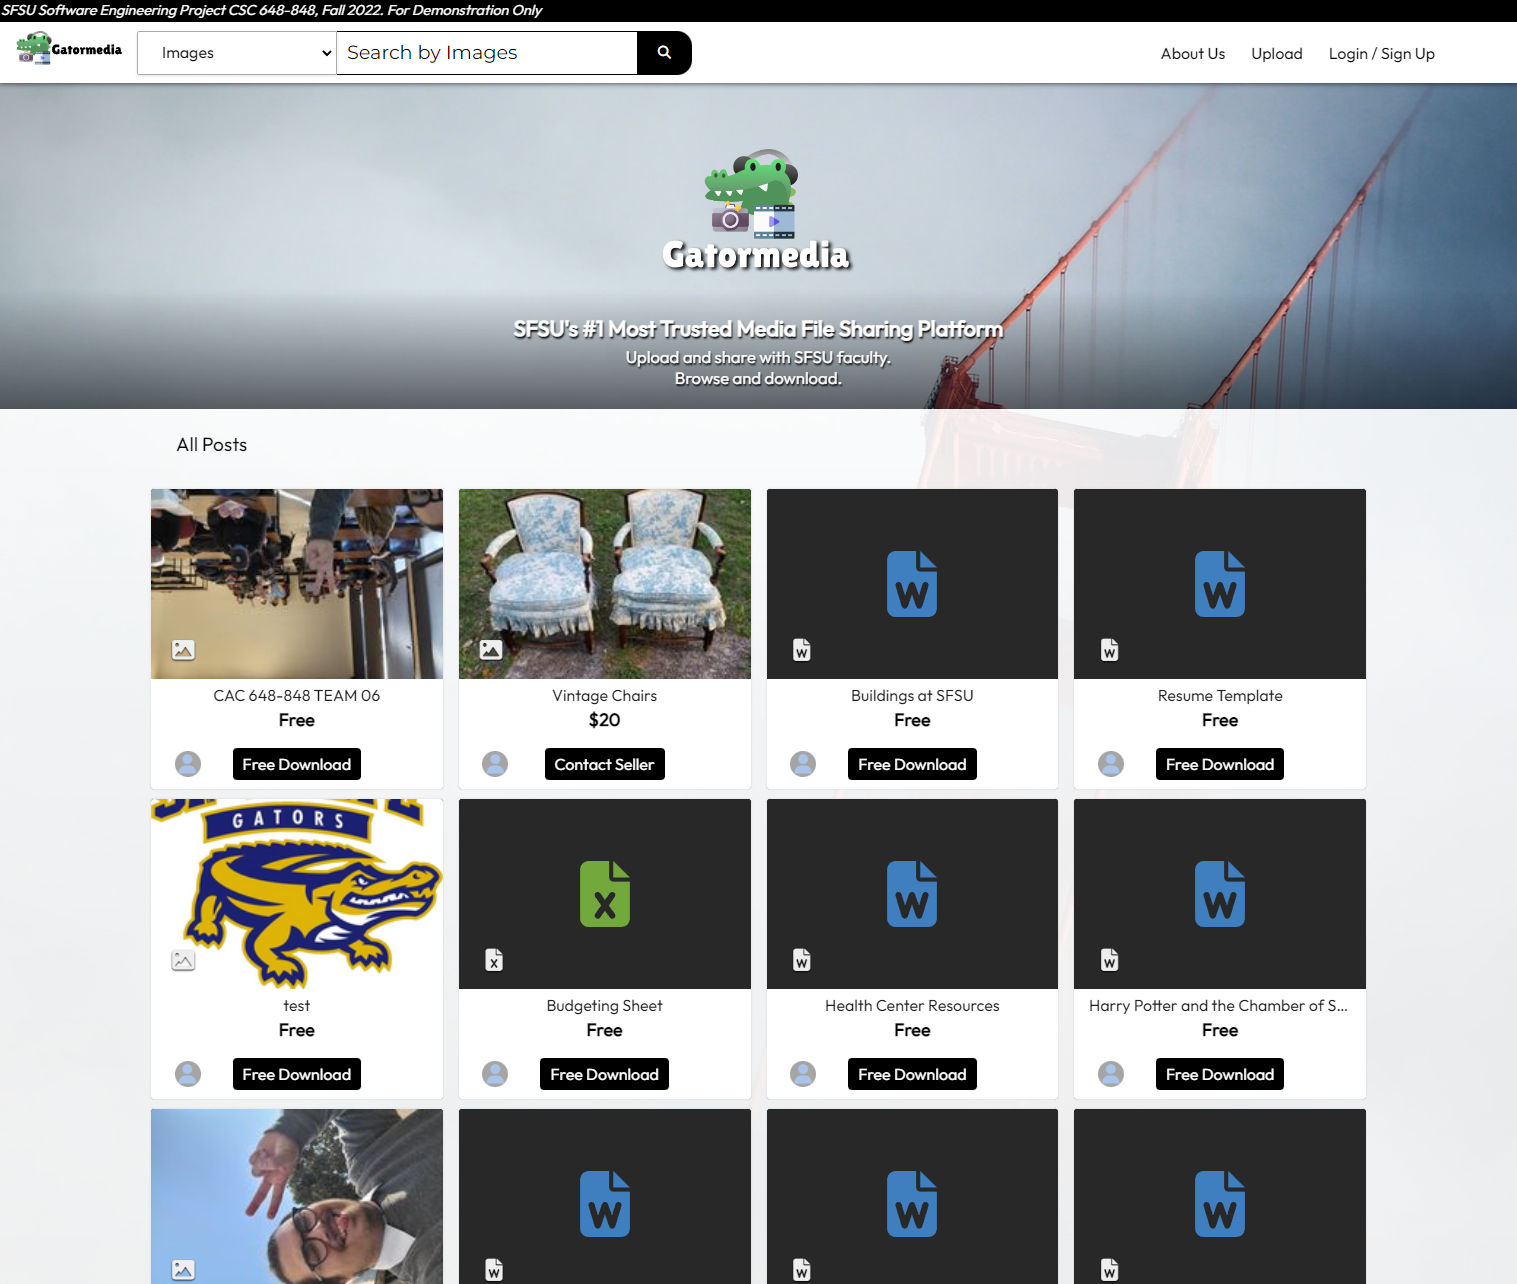 SFSU Software Engineering Project CSC 648-848, Fall 2022. For Demonstration Only
Gatormedia
Images
Search by Images
About Us
Upload
Login / Sign Up
Gatormedia
SFSU's #1 Most Trusted Media File Sharing Platform
Upload and share with SFSU faculty.
Browse and download.
All Posts
W
W
W
W
CAC 648-848 TEAM 06
Vintage Chairs
Buildings at SFSU
Resume Template
Free
$20
Free
Free
Free Download
Contact Seller
Free Download
Free Download
GATORS
X
W
W
X
W
W
test
Budgeting Sheet
Health Center Resources
Harry Potter and the Chamber of S...
Free
Free
Free
Free
Free Download
Free Download
Free Download
Free Download
W
W
W
W
W
W